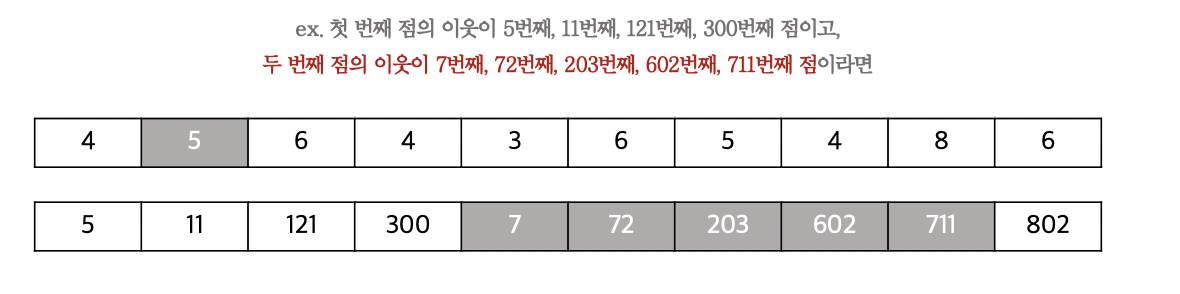 ex. 첫 번째 점의 이웃이 5번째, 11번째, 121번째, 300번째 점이고,
두 번째 점의 이웃이 7번째, 72번째, 203번째, 602번째, 711번째 점이라면
4 5 6 4 3 6 5 4 8 6
5 11 121 300 7 72 203 602 711 802